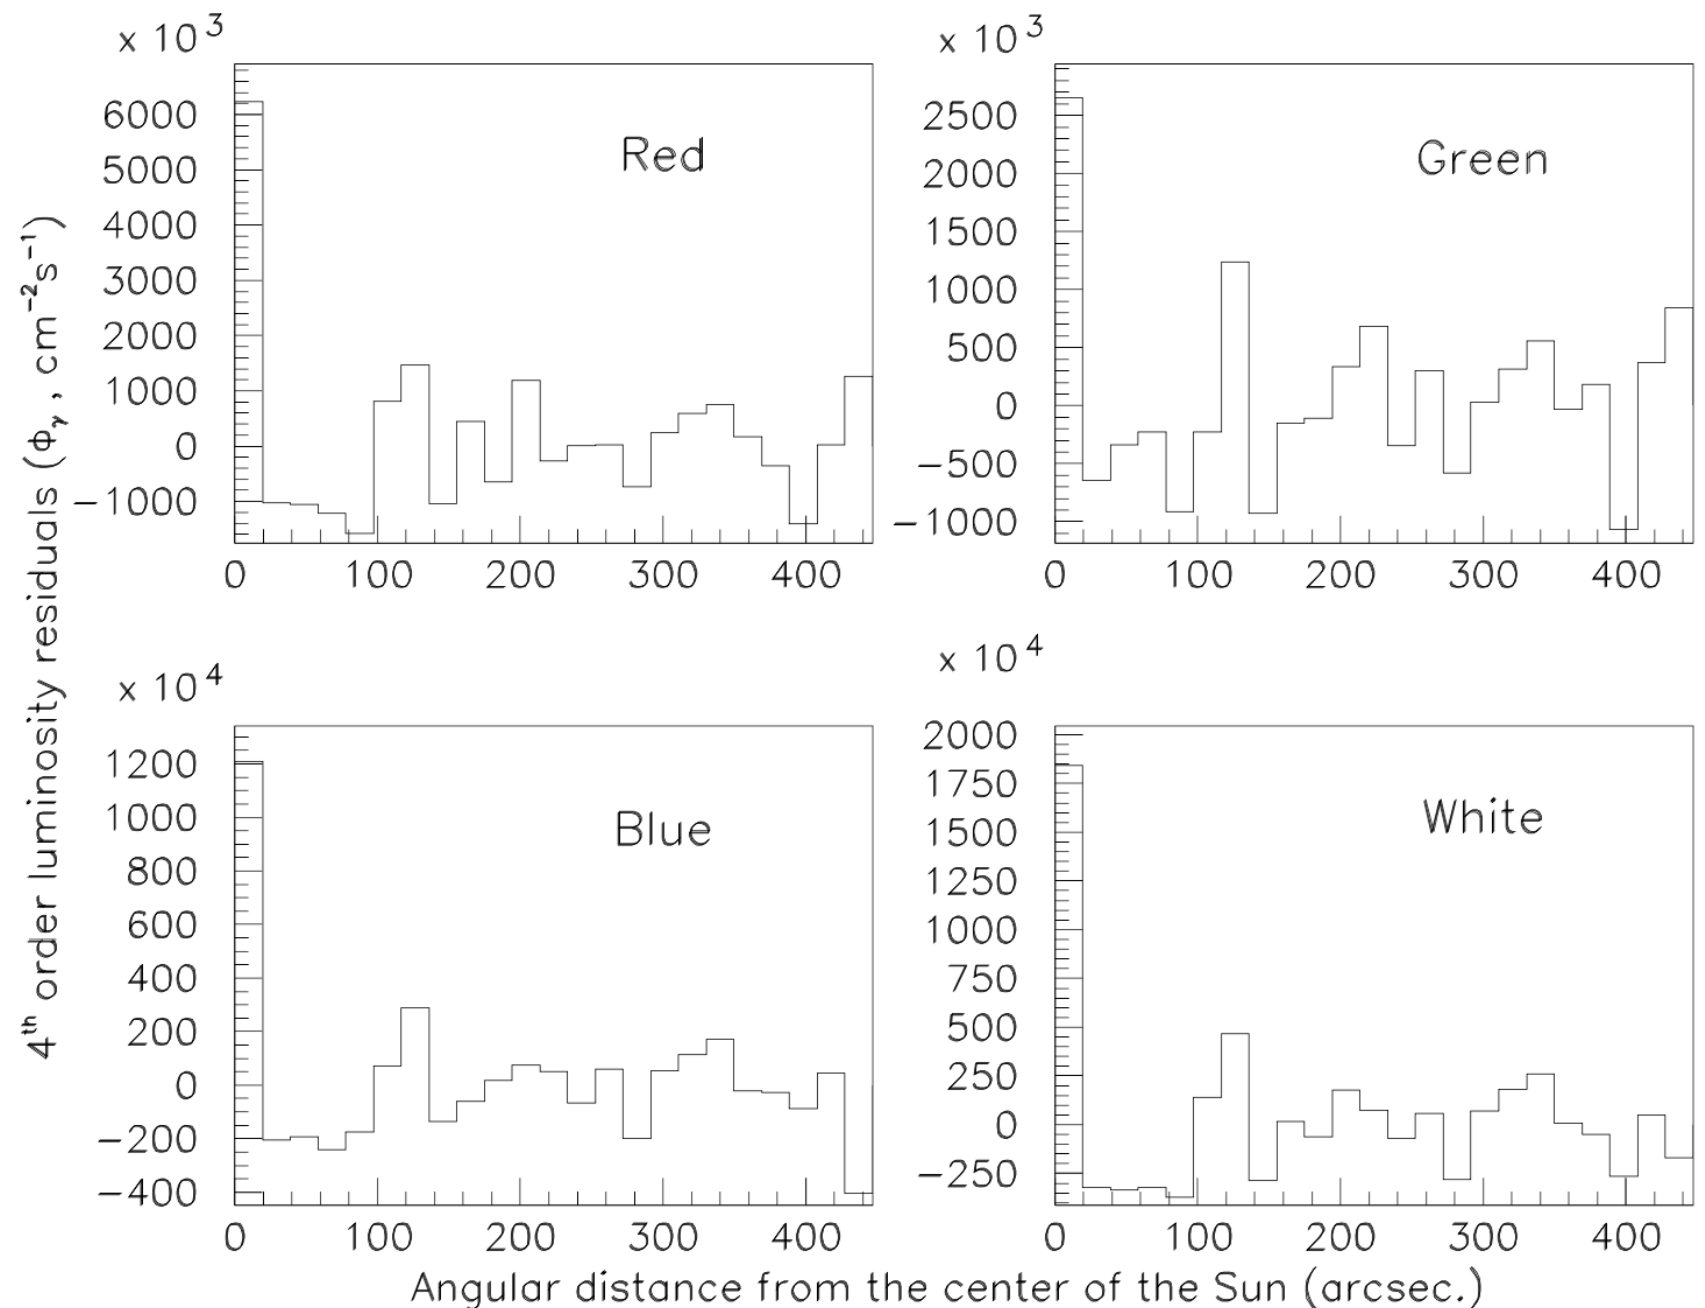 x 10³ x 10³
Red Green
6000 2500
5000 2000
4000 1500
3000 1000
2000 500
1000 0
0 −500
−1000 −1000
0 100 200 300 400 0 100 200 300 400
4ᵗʰ order luminosity residuals (Φᵧ , cm⁻²s⁻¹)
x 10⁴ x 10⁴
Blue White
1200 2000
1000 1750
800 1500
600 1250
400 1000
200 750
0 500
−200 250
−400 0
−250
0 100 200 300 400 0 100 200 300 400
Angular distance from the center of the Sun (arcsec.)